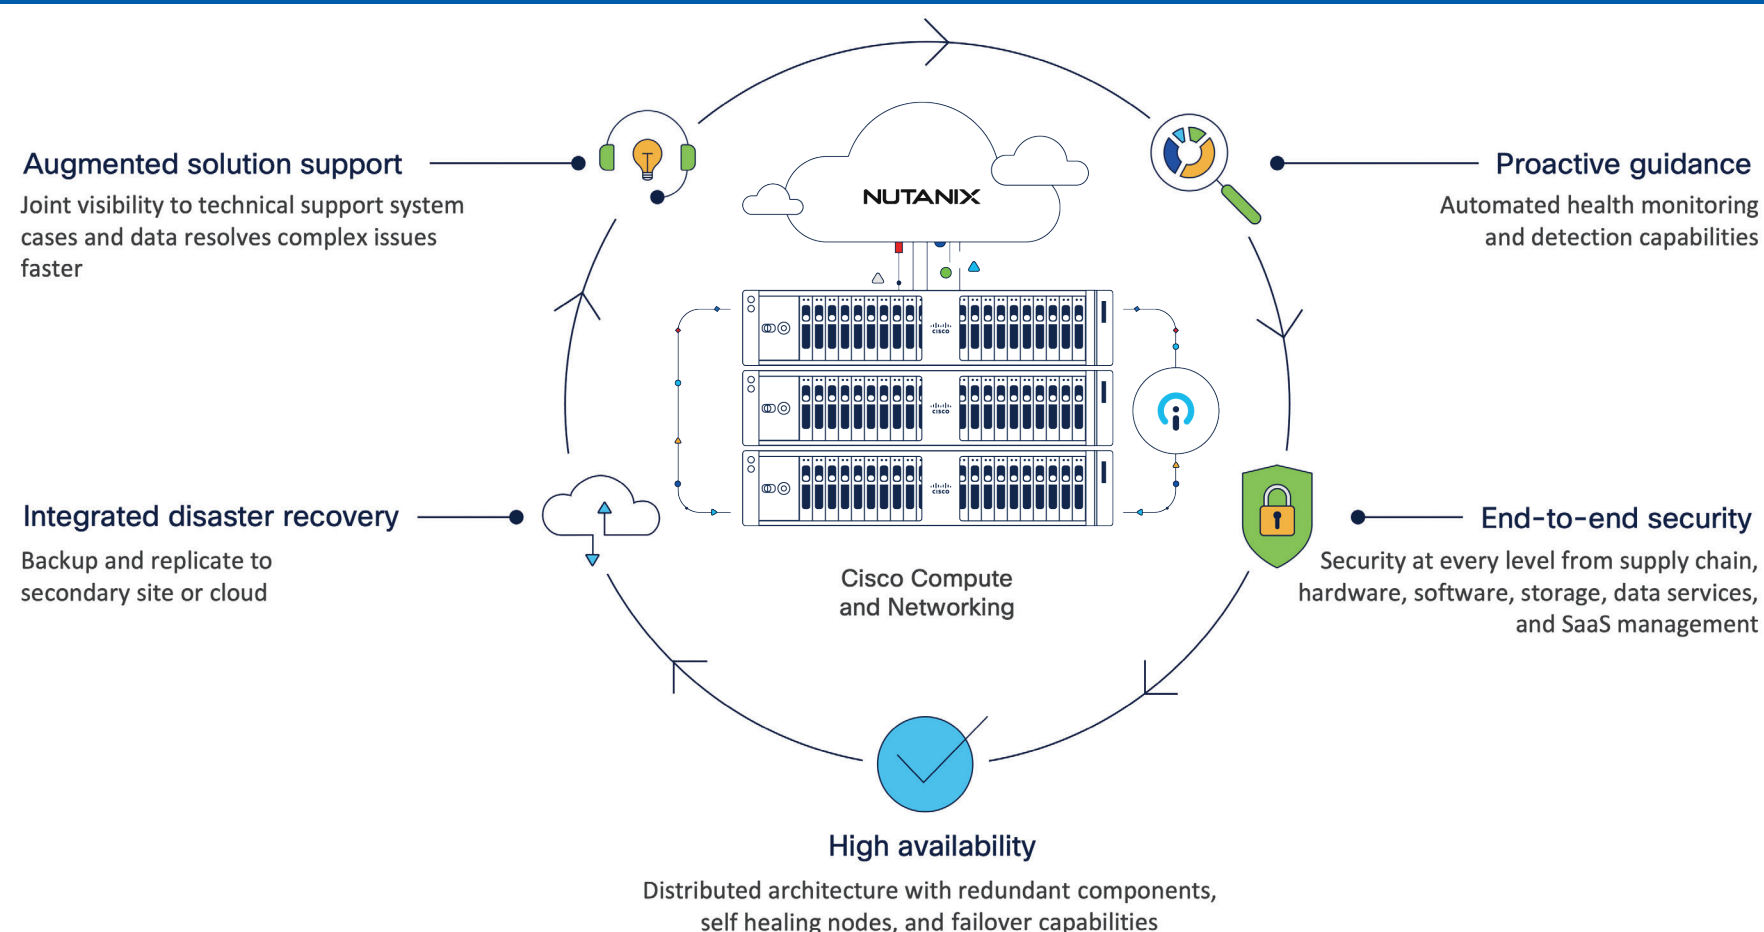 Augmented solution support
Joint visibility to technical support system
cases and data resolves complex issues
faster
NUTANIX
Proactive guidance
Automated health monitoring
and detection capabilities
CISCO
CISCO
CISCO
Integrated disaster recovery
Backup and replicate to
secondary site or cloud
Cisco Compute
and Networking
End-to-end security
Security at every level from supply chain,
hardware, software, storage, data services,
and SaaS management
High availability
Distributed architecture with redundant components,
self healing nodes, and failover capabilities